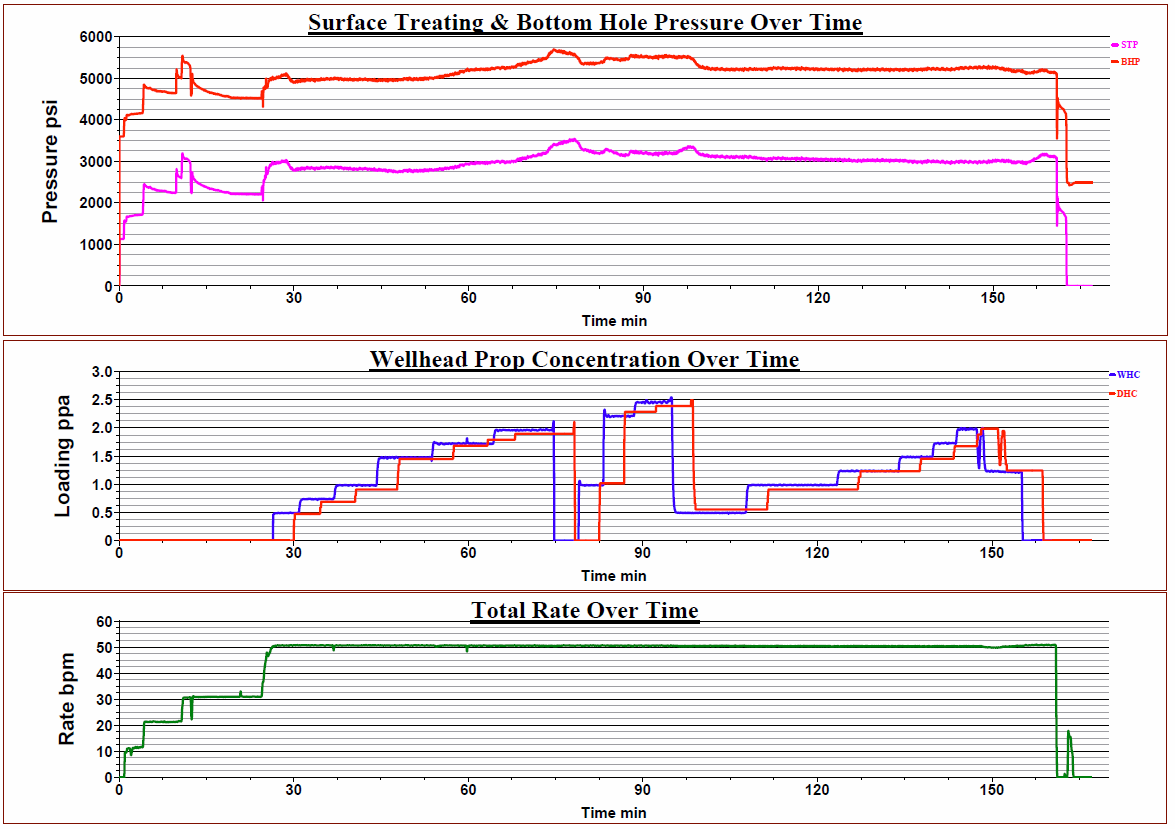 Surface Treating & Bottom Hole Pressure Over Time
6000
5000
4000
3000
2000
1000
0
Pressure psi
STP
BHP
0 30 60 90 120 150
Time min
Wellhead Prop Concentration Over Time
3.0
2.5
2.0
1.5
1.0
0.5
0
Loading ppa
WHC
DHC
0 30 60 90 120 150
Time min
Total Rate Over Time
60
50
40
30
20
10
0
Rate bpm
0 30 60 90 120 150
Time min